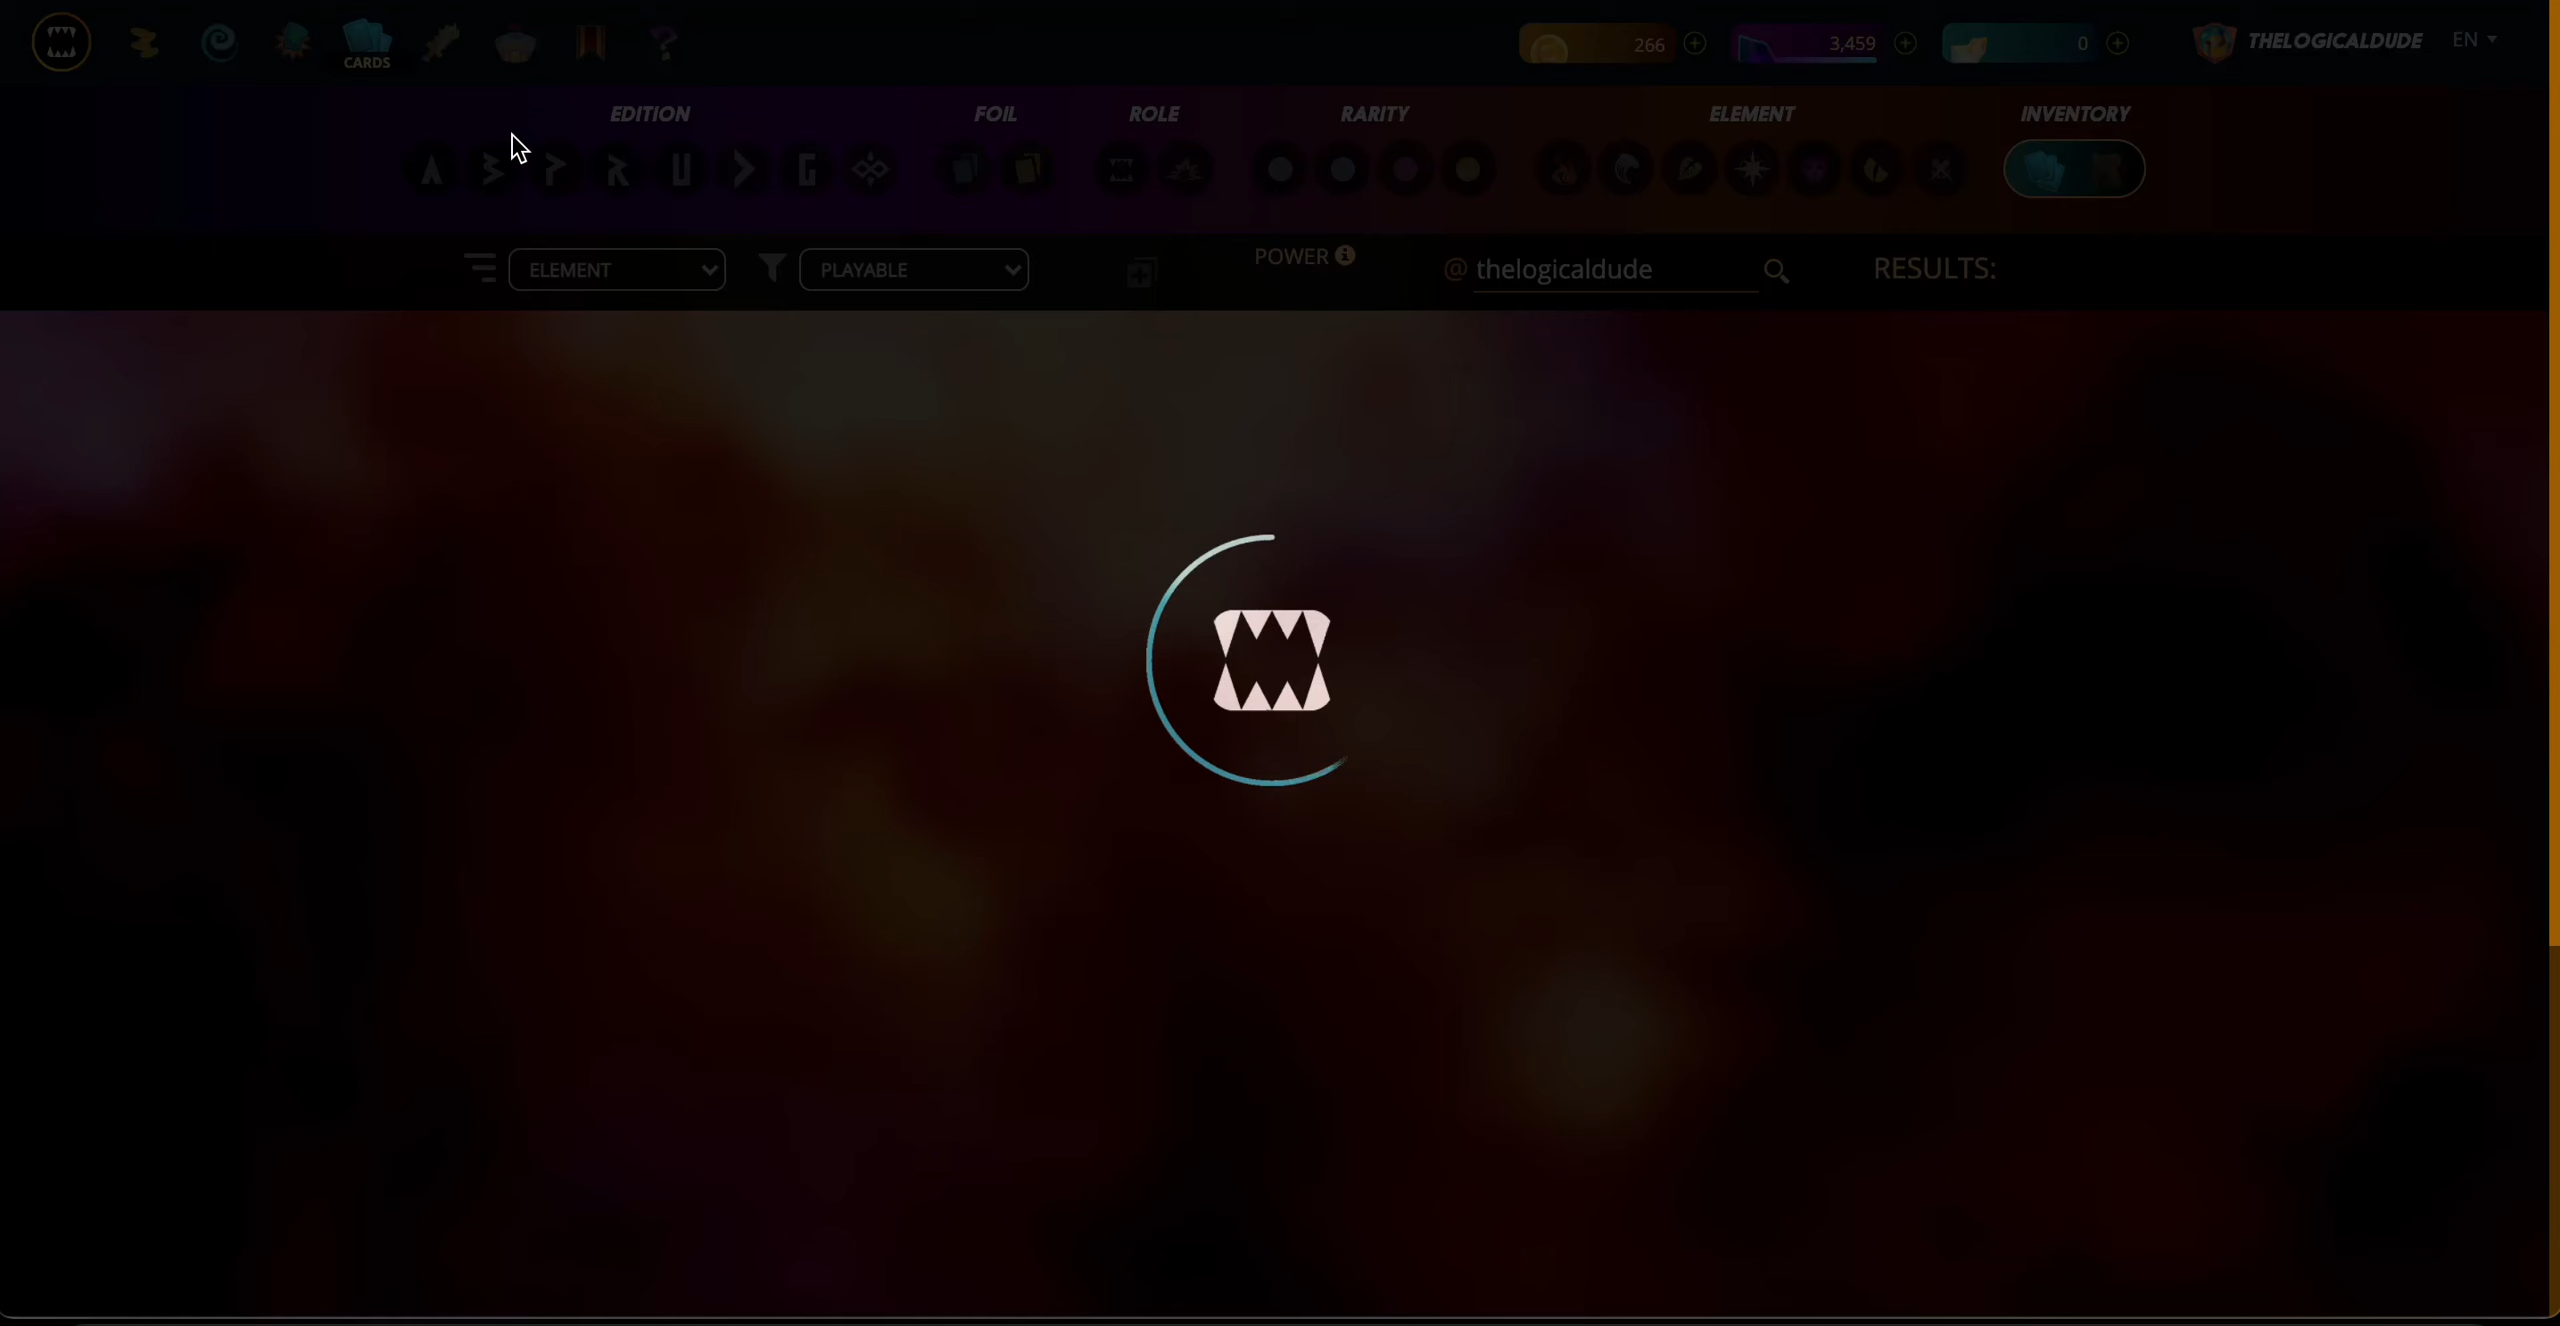 CARDS
266
3,459
0
THELOGICALDUDE
EN
EDITION
FOIL
ROLE
RARITY
ELEMENT
INVENTORY
ELEMENT
PLAYABLE
POWER
@ thelogicaldude
RESULTS: